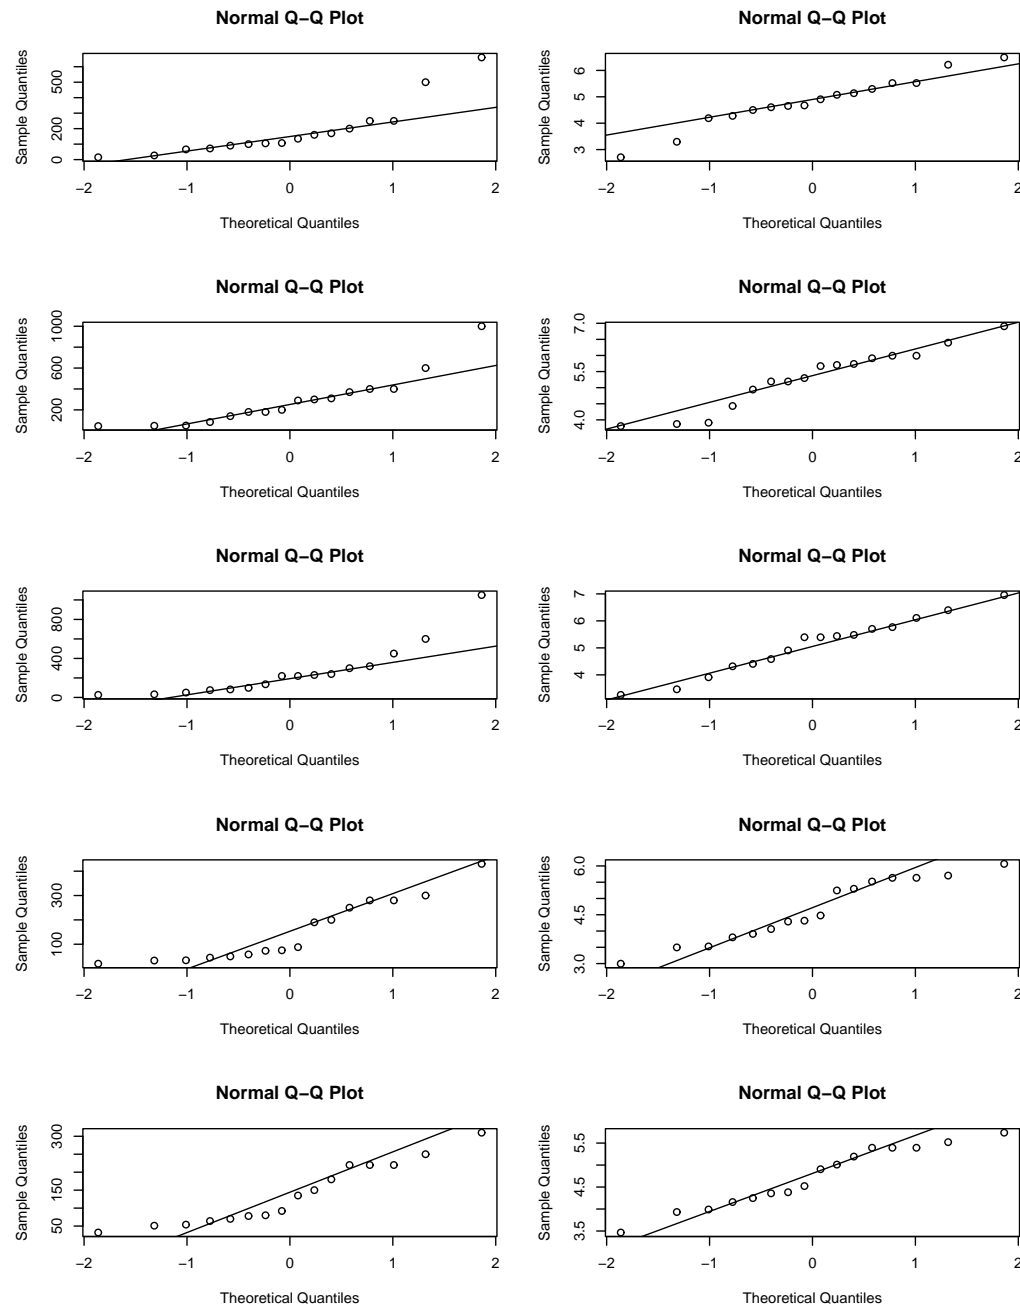 Normal Q−Q Plot
Sample Quantiles
0 200 500
−2 −1 0 1 2
Theoretical Quantiles
Normal Q−Q Plot
Sample Quantiles
3 4 5 6
−2 −1 0 1 2
Theoretical Quantiles
Normal Q−Q Plot
Sample Quantiles
200 600 1000
−2 −1 0 1 2
Theoretical Quantiles
Normal Q−Q Plot
Sample Quantiles
4.0 5.5 7.0
−2 −1 0 1 2
Theoretical Quantiles
Normal Q−Q Plot
Sample Quantiles
0 400 800
−2 −1 0 1 2
Theoretical Quantiles
Normal Q−Q Plot
Sample Quantiles
4 5 6 7
−2 −1 0 1 2
Theoretical Quantiles
Normal Q−Q Plot
Sample Quantiles
100 300
−2 −1 0 1 2
Theoretical Quantiles
Normal Q−Q Plot
Sample Quantiles
3.0 4.5 6.0
−2 −1 0 1 2
Theoretical Quantiles
Normal Q−Q Plot
Sample Quantiles
50 150 300
−2 −1 0 1 2
Theoretical Quantiles
Normal Q−Q Plot
Sample Quantiles
3.5 4.5 5.5
−2 −1 0 1 2
Theoretical Quantiles